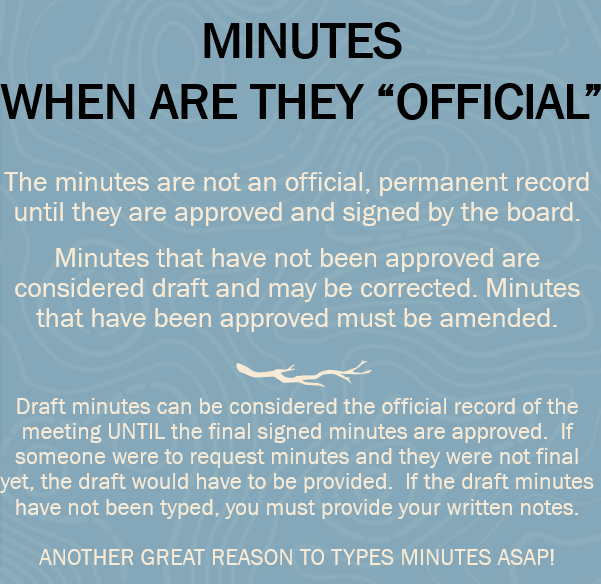 MINUTES
WHEN ARE THEY “OFFICIAL”
The minutes are not an official, permanent record
until they are approved and signed by the board.
Minutes that have not been approved are
considered draft and may be corrected. Minutes
that have been approved must be amended.
Draft minutes can be considered the official record of the
meeting UNTIL the final signed minutes are approved.  If
someone were to request minutes and they were not final
yet, the draft would have to be provided.  If the draft minutes
have not been typed, you must provide your written notes.
ANOTHER GREAT REASON TO TYPES MINUTES ASAP!